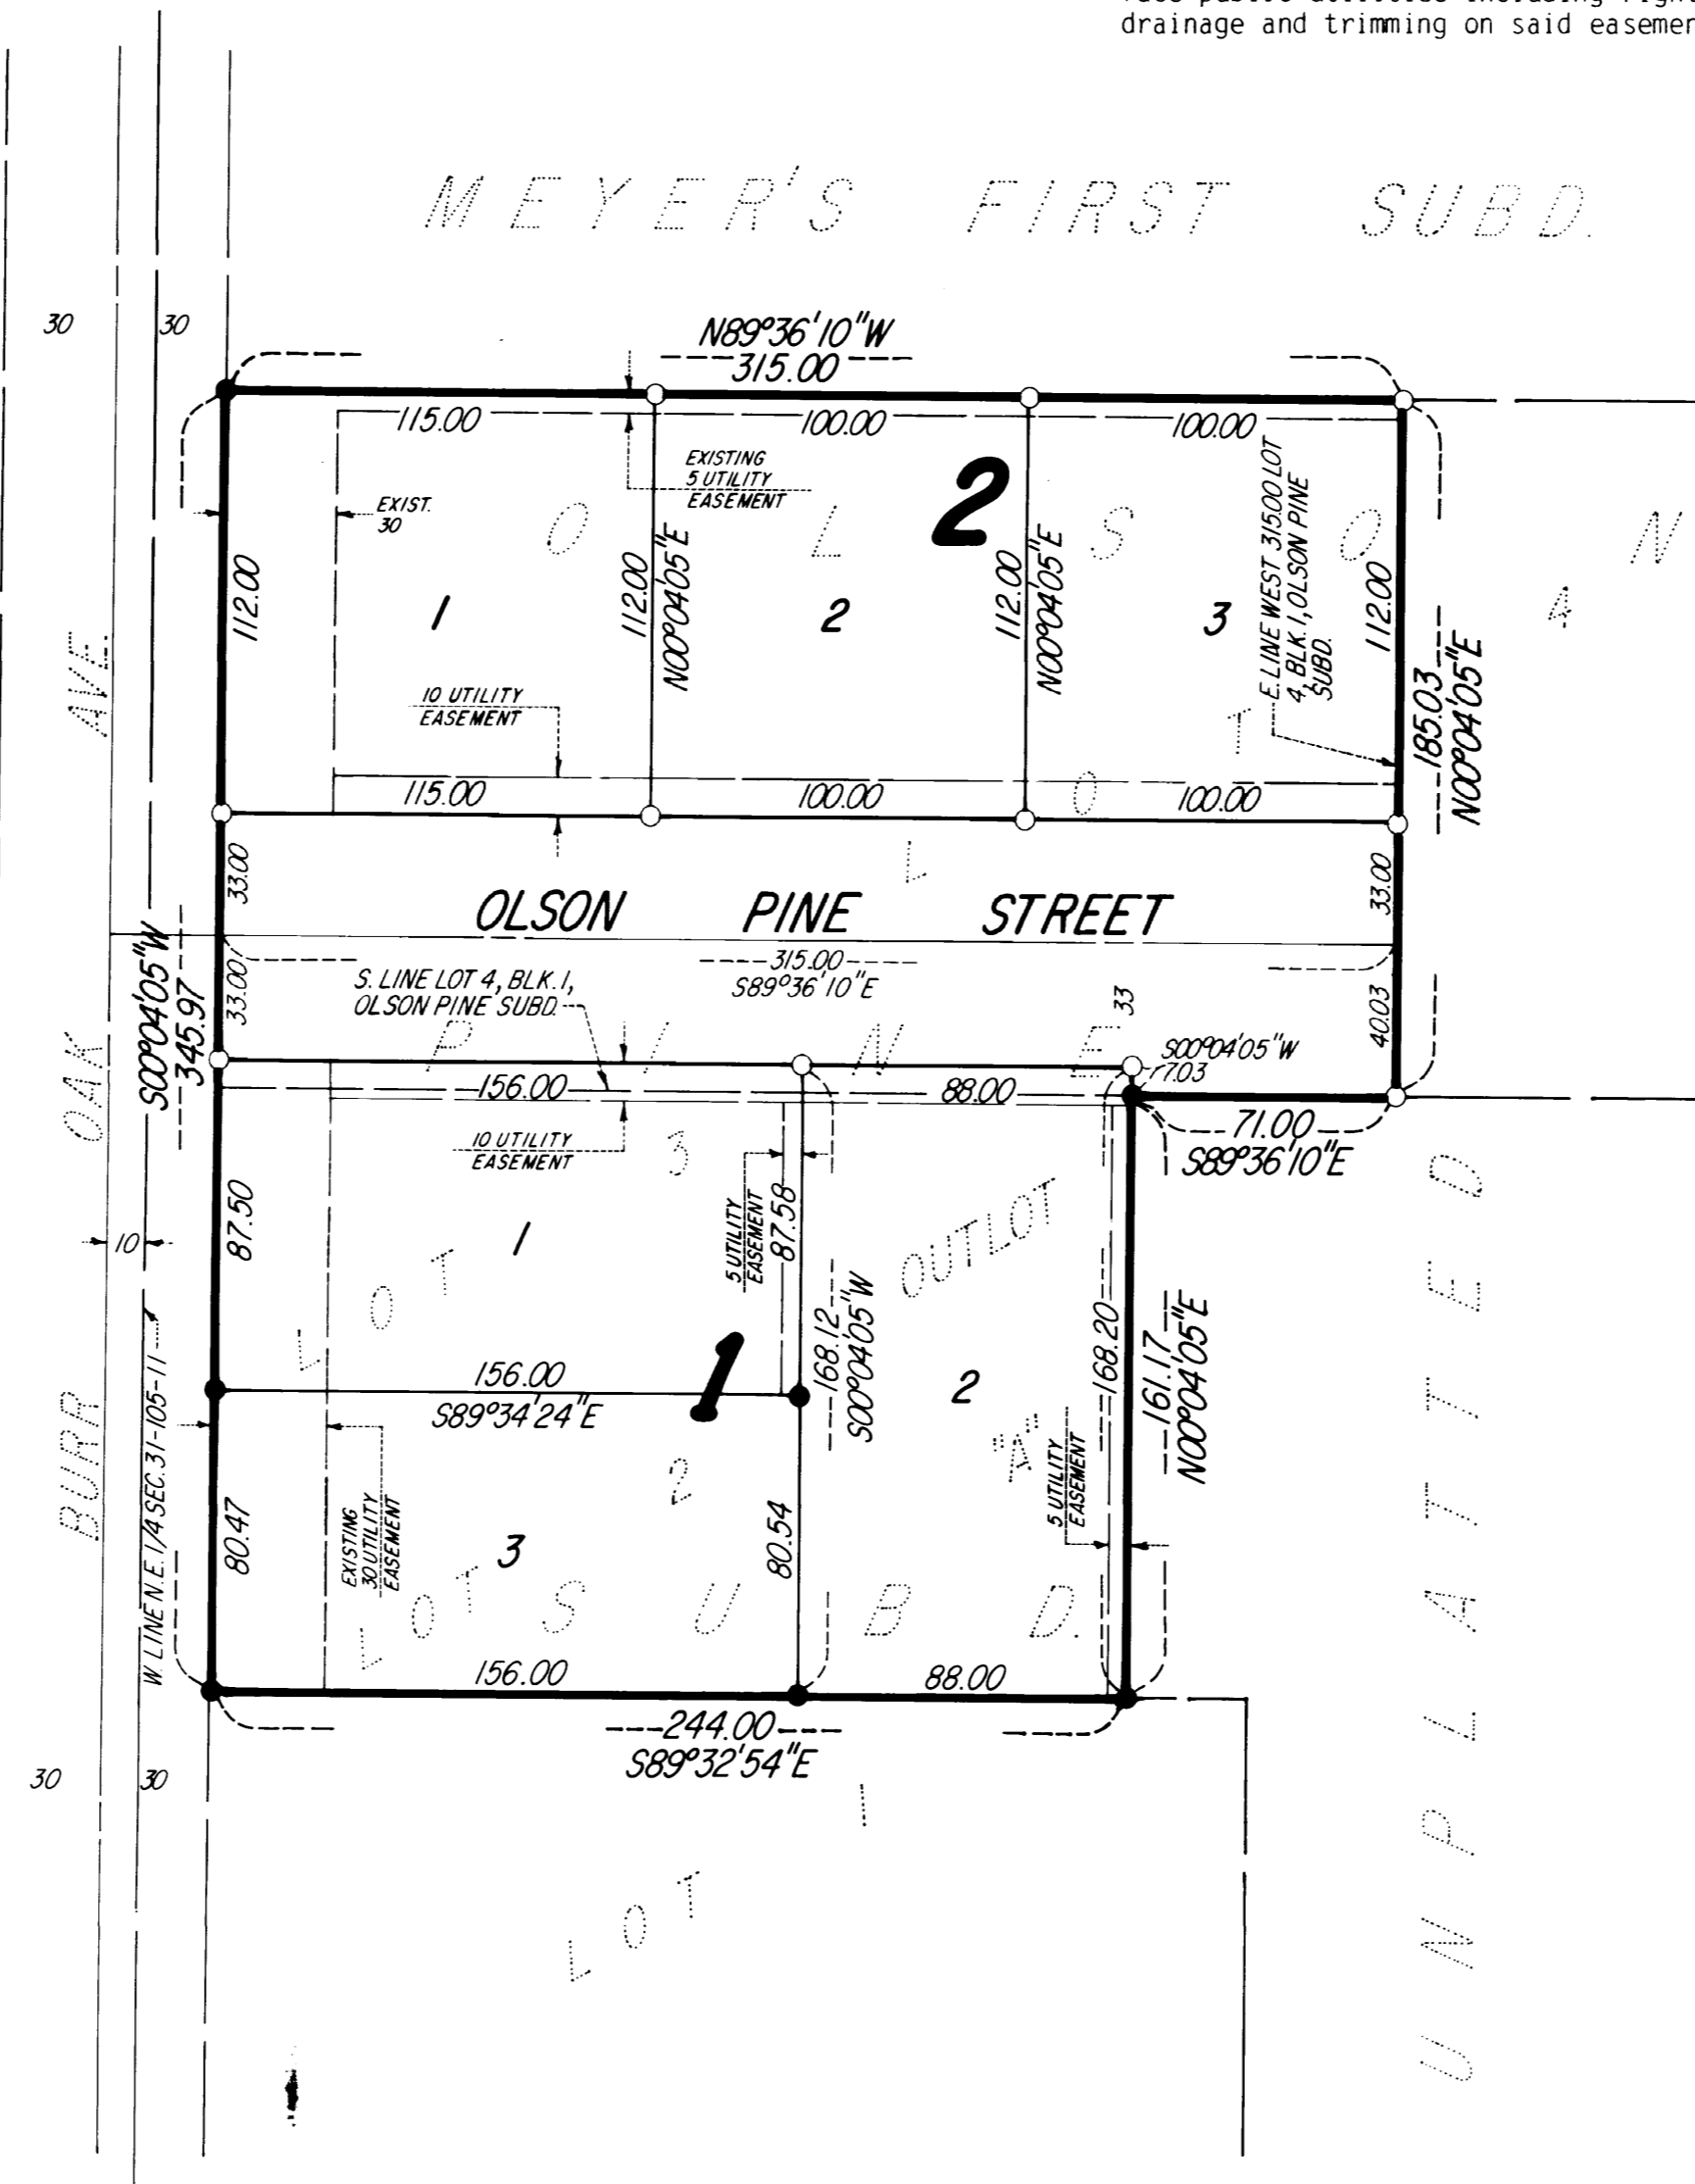 drainage and trimming on said easemen
MEYER'S FIRST SUBD.
30
30
N89°36'10"W
315.00
115.00
100.00
100.00
EXISTING
5 UTILITY
EASEMENT
EXIST.
30
2
OLSON
112.00
112.00
N00°04'05"E
112.00
N00°04'05"E
112.00
E. LINE WEST 315.00 LOT
4, BLK. 1, OLSON PINE
SUBD.
1
2
3
LOT 4
185.03
N00°04'05"E
10 UTILITY
EASEMENT
115.00
100.00
100.00
33.00
33.00
OLSON PINE STREET
315.00
S89°36'10"E
S. LINE LOT 4, BLK. 1,
OLSON PINE SUBD.
33.00
S00°04'05"W
345.97
33
40.03
PINE
S00°04'05"W
7.03
156.00
88.00
71.00
S89°36'10"E
10 UTILITY
EASEMENT
LOT 3
1
87.50
5 UTILITY
EASEMENT
87.58
10
168.12
S00°04'05"W
OUTLOT
"A"
2
168.20
161.17
N00°04'05"E
1
156.00
S89°34'24"E
W. LINE N.E. 1/4 SEC. 31-105-11
BURR OAK AVE.
80.47
EXISTING
30 UTILITY
EASEMENT
3
LOT 2
80.54
5 UTILITY
EASEMENT
SUBD.
156.00
88.00
244.00
S89°32'54"E
30
30
LOT 1
UNPLATTED